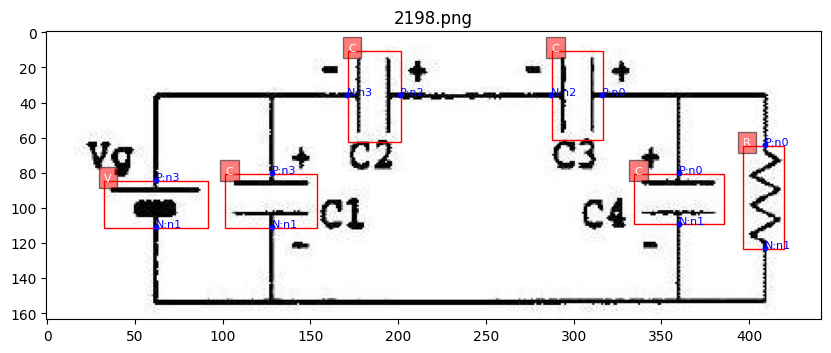 2198.png
0
20
40
60
80
100
120
140
160
0
50
100
150
200
250
300
350
400
C
C
- +
- +
N:n3
P:n2
N:n2
P:n0
Vg
C2
C3
V
P:n3
C
P:n3
+
C1
N:n1
N:n1
-
+
C
P:n0
C4
N:n1
-
R
P:n0
N:n1